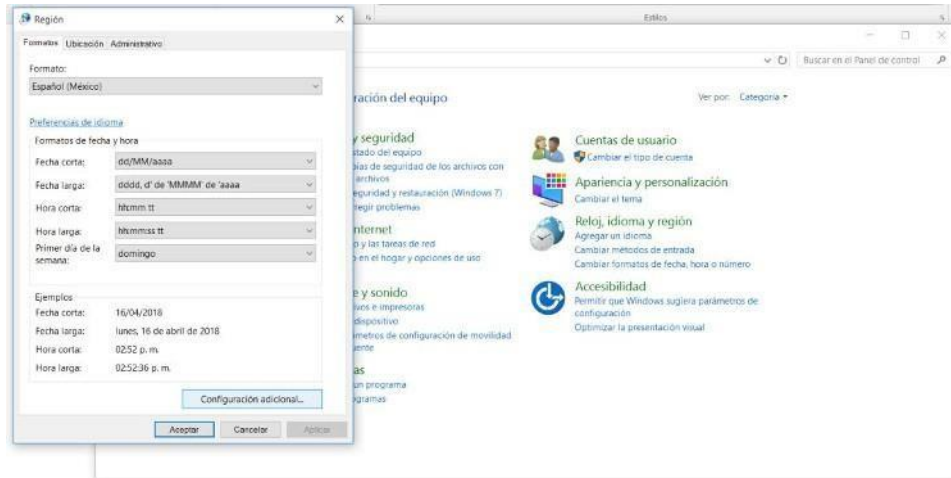 Región
Estilos
Formatos Ubicación Administrativo
Buscar en el Panel de control
Formato:
Español (México)
ración del equipo
Ver por: Categoría
Preferencias de idioma
Formatos de fecha y hora
Fecha corta: dd/MM/aaaa
Fecha larga: dddd, d' de 'MMMM' de 'aaaa
Hora corta: hh:mm tt
Hora larga: hh:mm:ss tt
Primer día de la
semana: domingo
Ejemplos
Fecha corta: 16/04/2018
Fecha larga: lunes, 16 de abril de 2018
Hora corta: 02:52 p. m.
Hora larga: 02:52:36 p. m.
Configuración adicional...
Aceptar Cancelar Aplicar
y seguridad
stado del equipo
pias de seguridad de los archivos con
archivos
eguridad y restauración (Windows 7)
regir problemas
nternet
o y las tareas de red
o en el hogar y opciones de uso
e y sonido
ivos e impresoras
dispositivo
ámetros de configuración de movilidad
uente
as
un programa
ogramas
Cuentas de usuario
Cambiar el tipo de cuenta
Apariencia y personalización
Cambiar el tema
Reloj, idioma y región
Agregar un idioma
Cambiar métodos de entrada
Cambiar formatos de fecha, hora o número
Accesibilidad
Permitir que Windows sugiera parámetros de
configuración
Optimizar la presentación visual